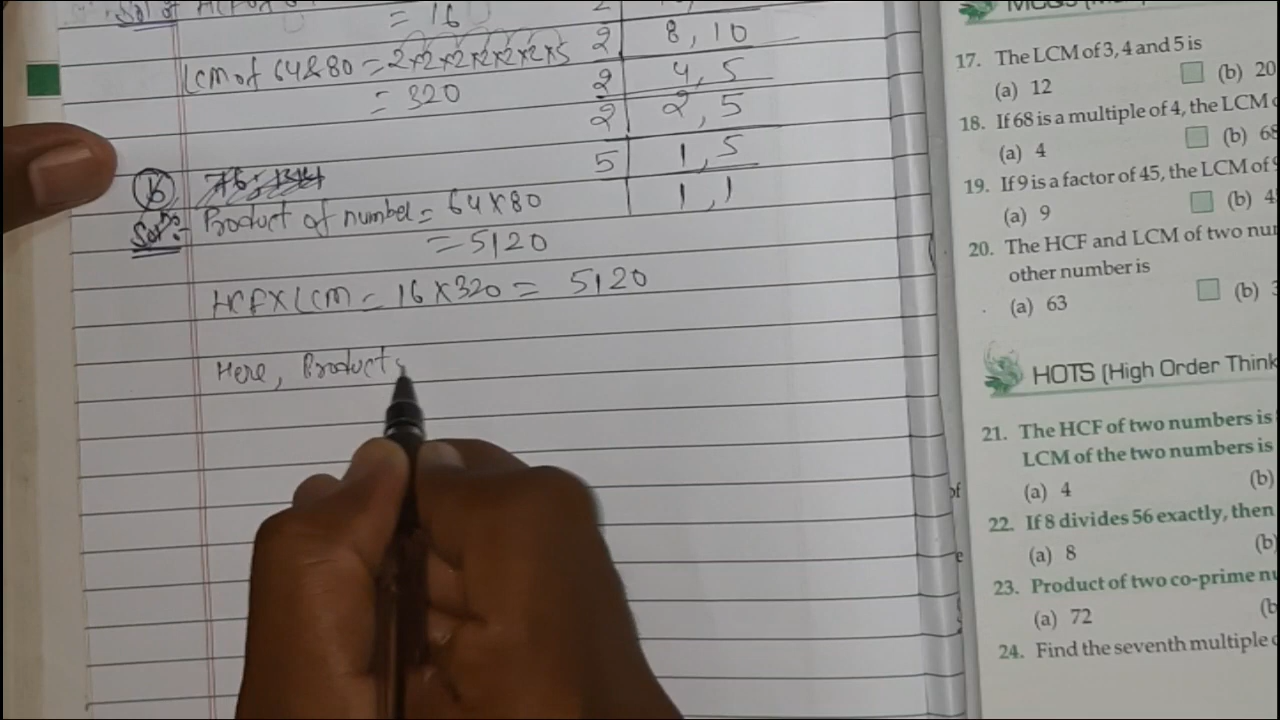 = 16
8, 10
LCM of 64&80 = 2×2×2×2×2×2×5
2
2 4, 5
= 320
2 2, 5
5 1, 5
1, 1
b
Solno:- Product of number = 64×80
= 5120
HCF×LCM = 16×320 = 5120
Here, Product
17. The LCM of 3, 4 and 5 is
(a) 12 (b) 20
18. If 68 is a multiple of 4, the LCM
(a) 4 (b) 68
19. If 9 is a factor of 45, the LCM of
(a) 9 (b) 4
20. The HCF and LCM of two
other number is
(a) 63 (b)
HOTS (High Order Think
21. The HCF of two numbers is
LCM of the two numbers is
(a) 4 (b)
22. If 8 divides 56 exactly, then
(a) 8 (b
23. Product of two co-prime
(a) 72 (b
24. Find the seventh multiple